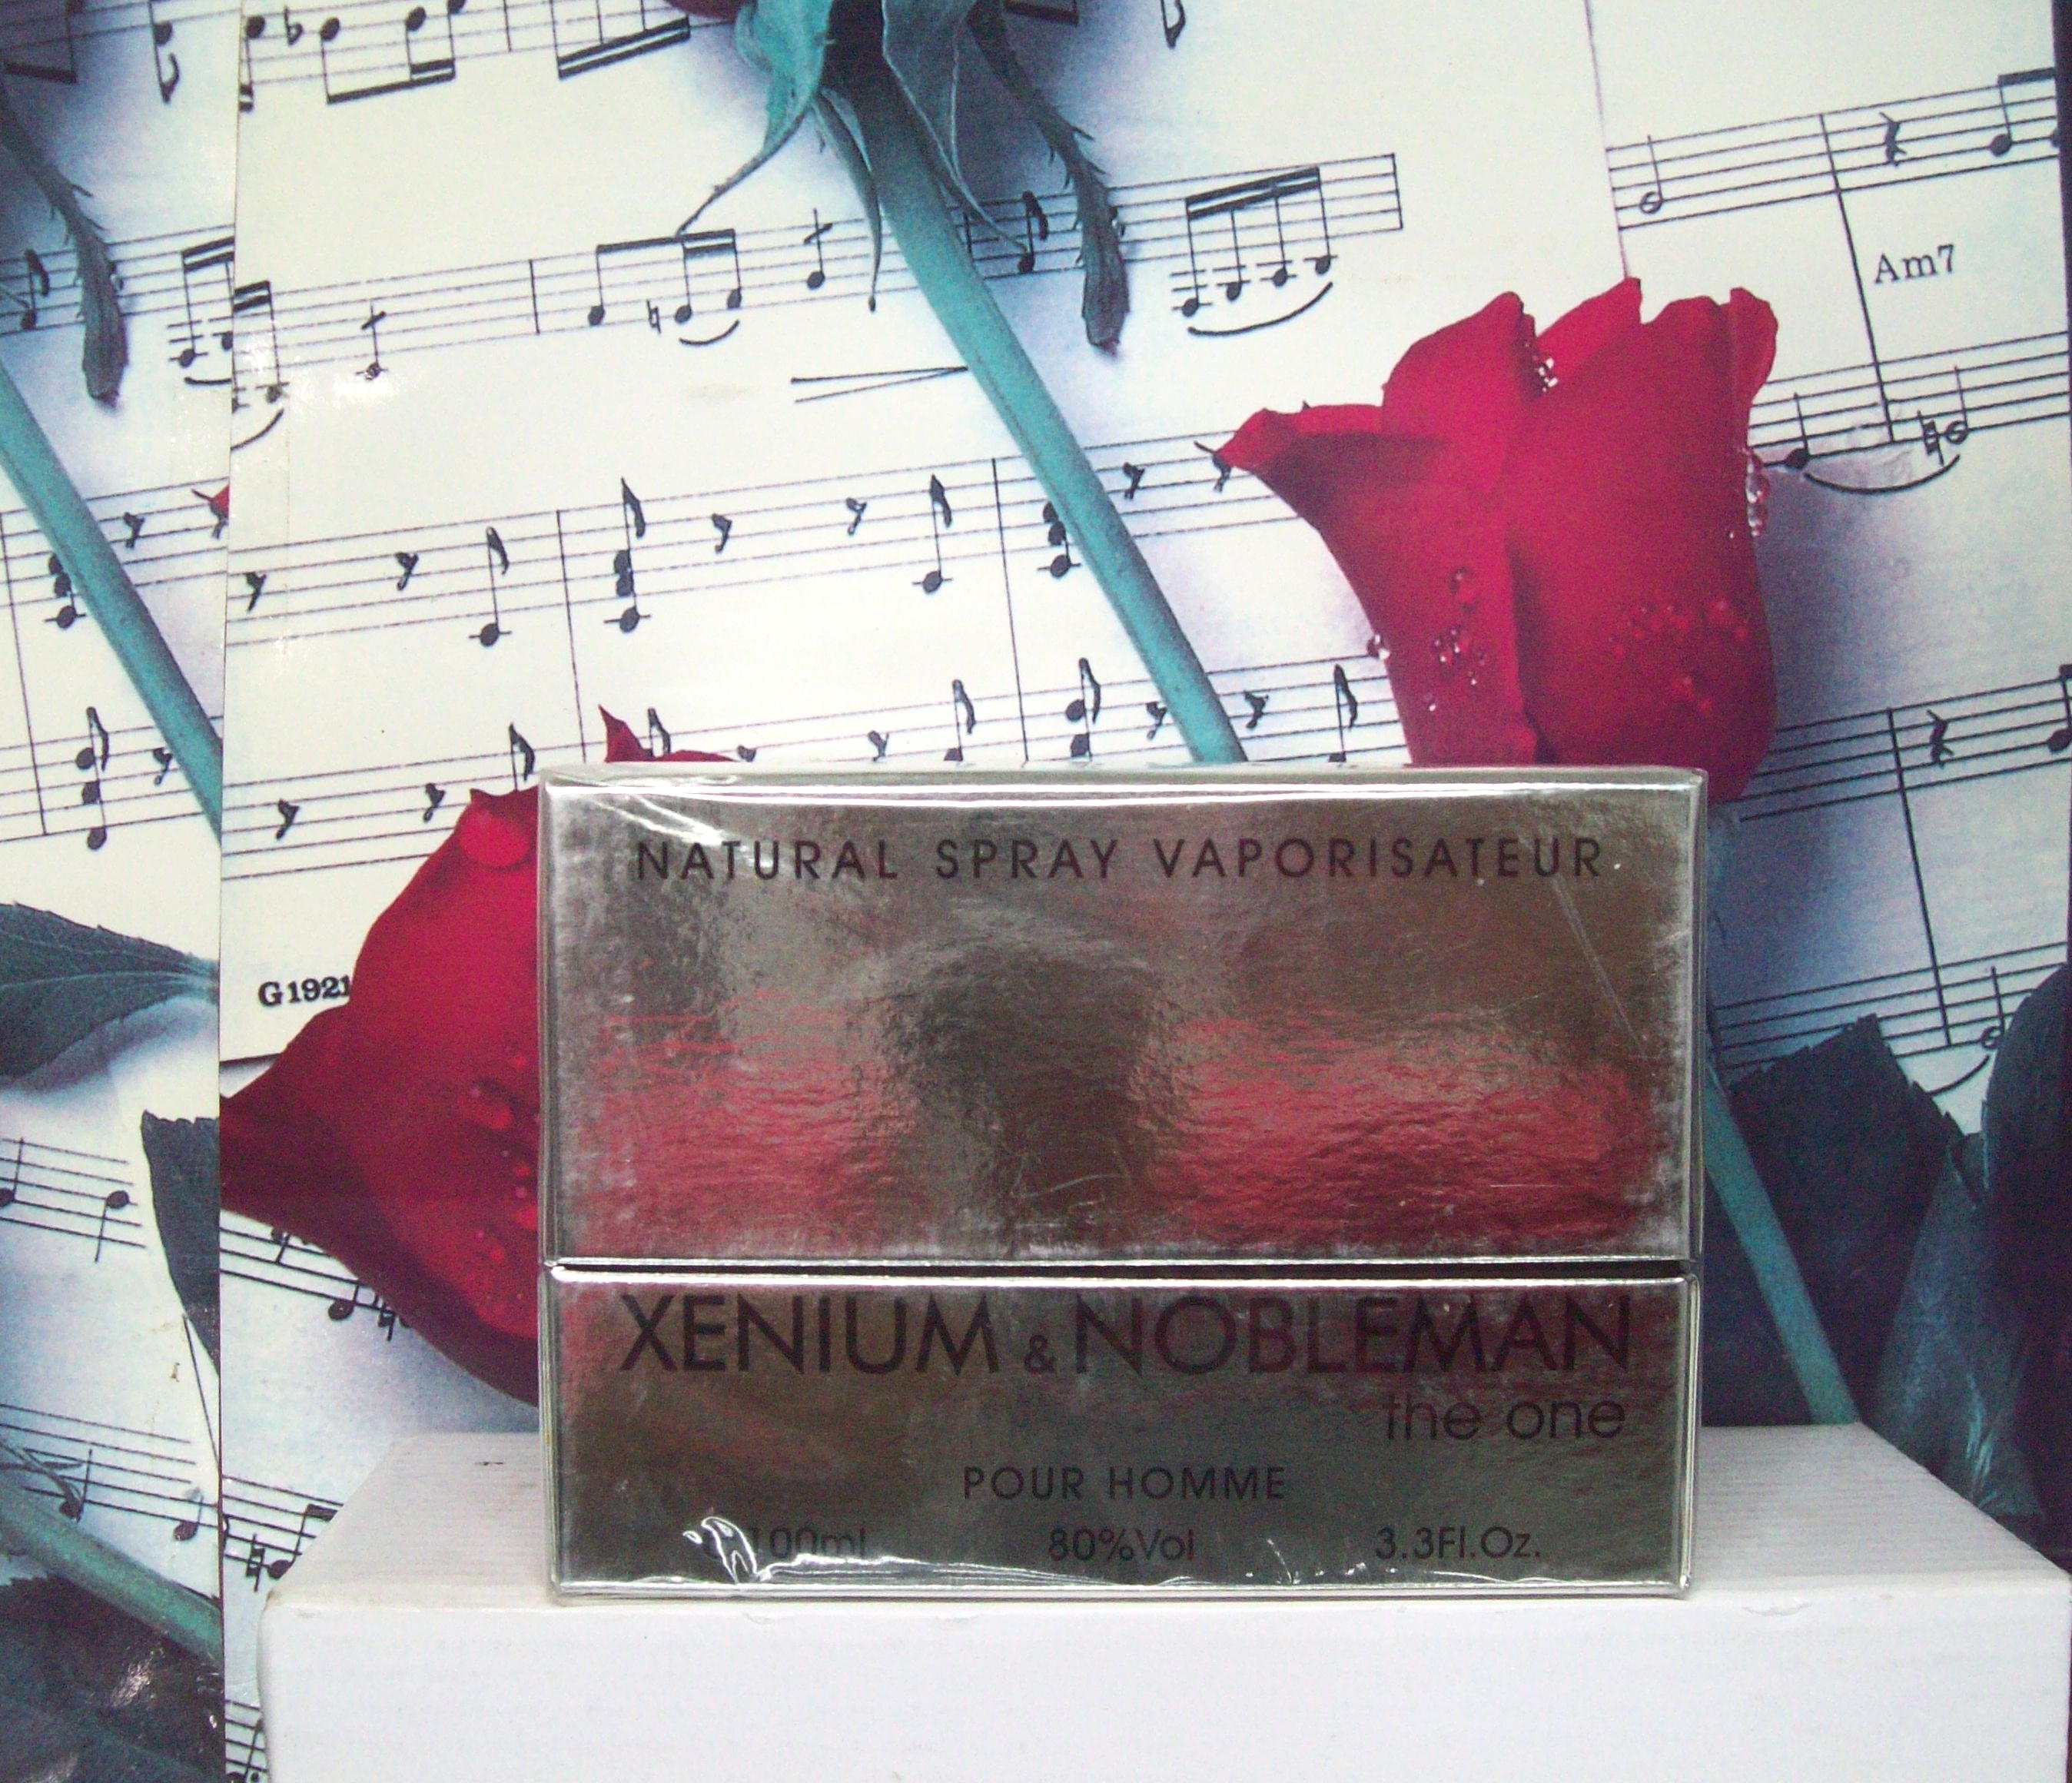 Am7
G1921
NATURAL SPRAY VAPORISATEUR
XENIUM & NOBLEMAN
the one
POUR HOMME
100ml 80%Vol 3.3Fl.Oz.